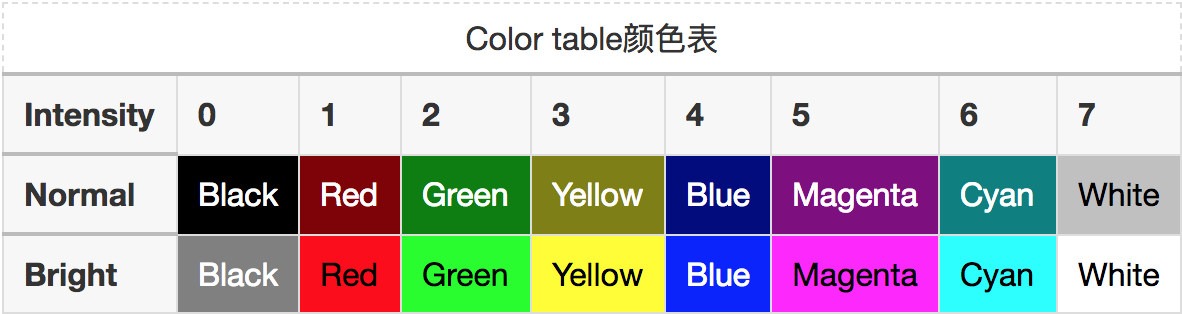 Color table颜色表
Intensity 0 1 2 3 4 5 6 7
Normal Black Red Green Yellow Blue Magenta Cyan White
Bright Black Red Green Yellow Blue Magenta Cyan White